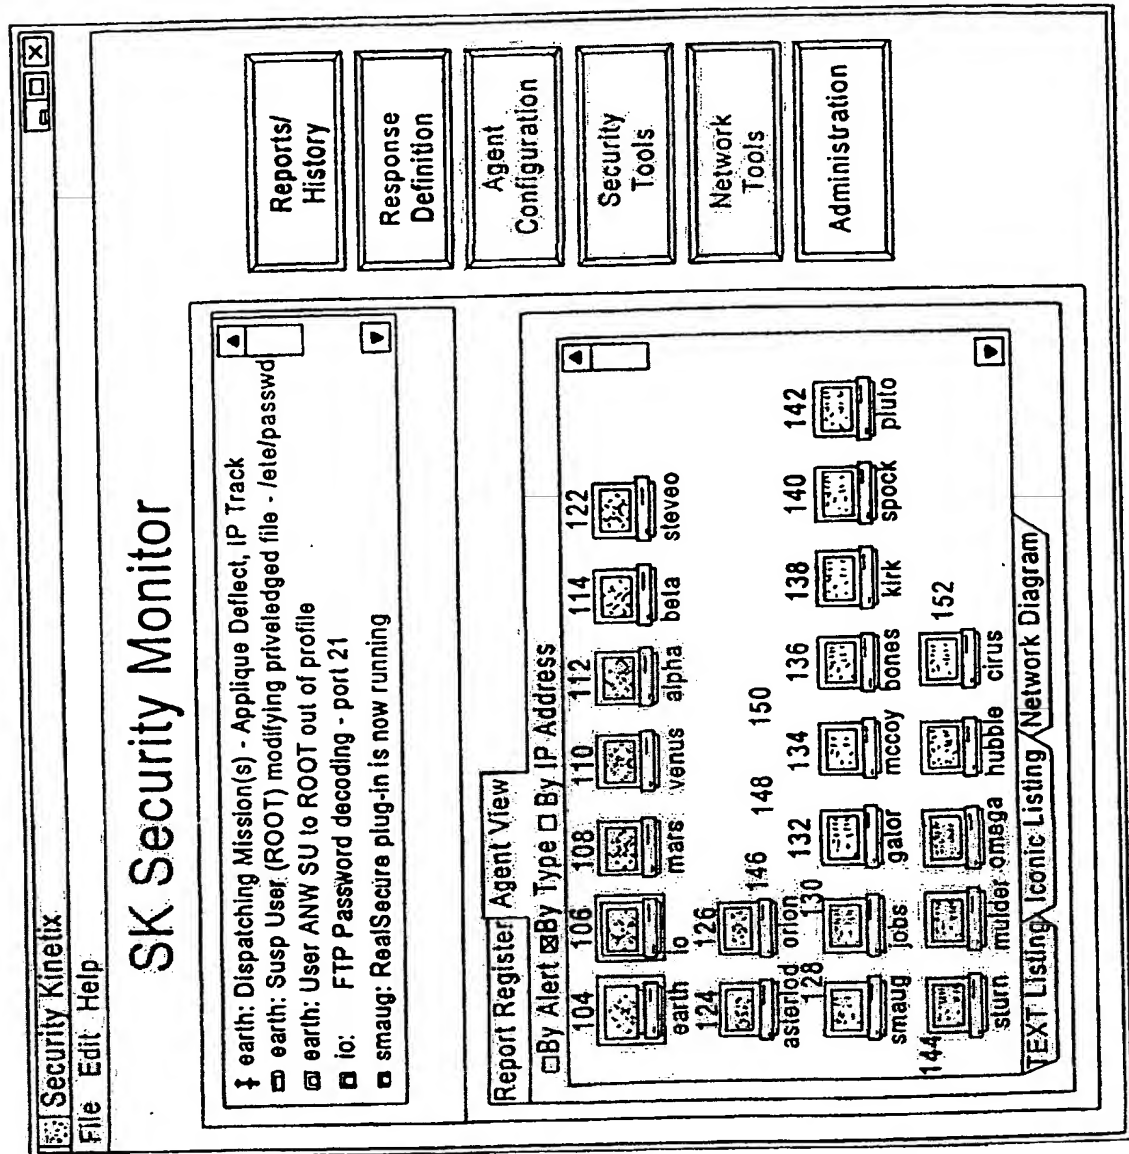 Security Kinetix
File Edit Help
SK Security Monitor
earth: Dispatching Mission(s) - Applique Deflect, IP Track
earth: Susp User (ROOT) modifying priveledged file - /ete/passwd
earth: User ANW SU to ROOT out of profile
io: FTP Password decoding - port 21
smaug: RealSecure plug-in is now running
Reports/
History
Response
Definition
Agent
Configuration
Security
Tools
Network
Tools
Administration
Report Register Agent View
By Alert By Type By IP Address
104 106 108 110 112 114 122
earth io mars venus alpha beta steveo
124 126 146 148 150
asteriod orion
128 130 132 134 136 138 140 142
smaug jobs gator mccoy bones kirk spock pluto
144 152
sturn mulder omega hubble cirus
TEXT Listing Iconic Listing Network Diagram